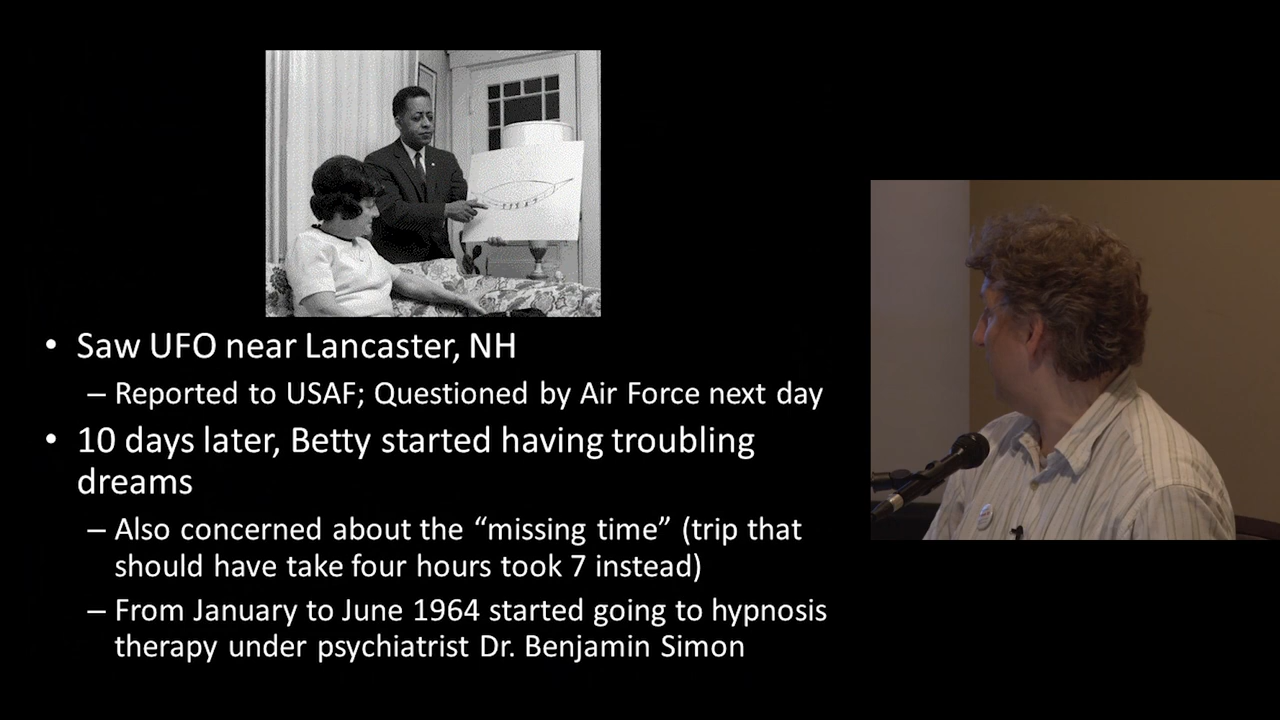 • Saw UFO near Lancaster, NH
– Reported to USAF; Questioned by Air Force next day
• 10 days later, Betty started having troubling
dreams
– Also concerned about the “missing time” (trip that
should have take four hours took 7 instead)
– From January to June 1964 started going to hypnosis
therapy under psychiatrist Dr. Benjamin Simon